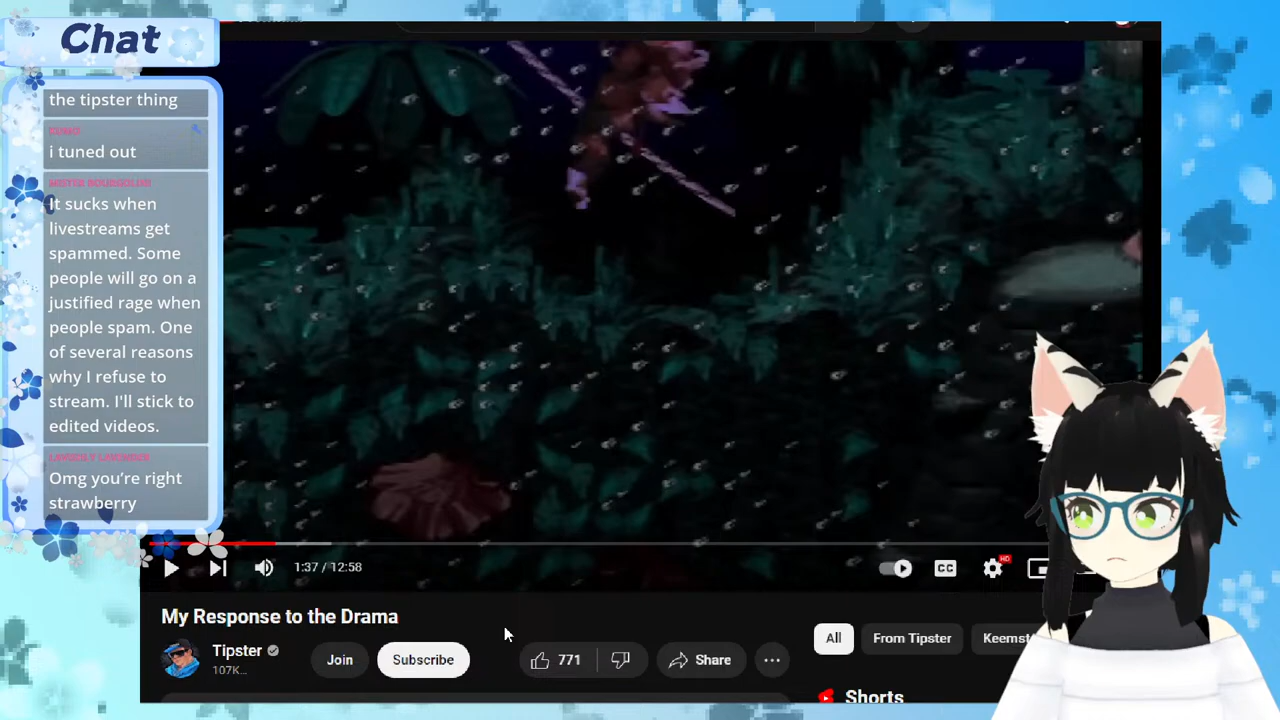 Chat
the tipster thing
i tuned out
It sucks when
livestreams get
spammed. Some
people will go on a
justified rage when
people spam. One
of several reasons
why I refuse to
stream. I'll stick to
edited videos.
Omg you're right
strawberry
1:37 / 12:58
CC
HD
My Response to the Drama
Tipster
107K...
Join
Subscribe
771
Share
All
From Tipster
Keemst
Shorts